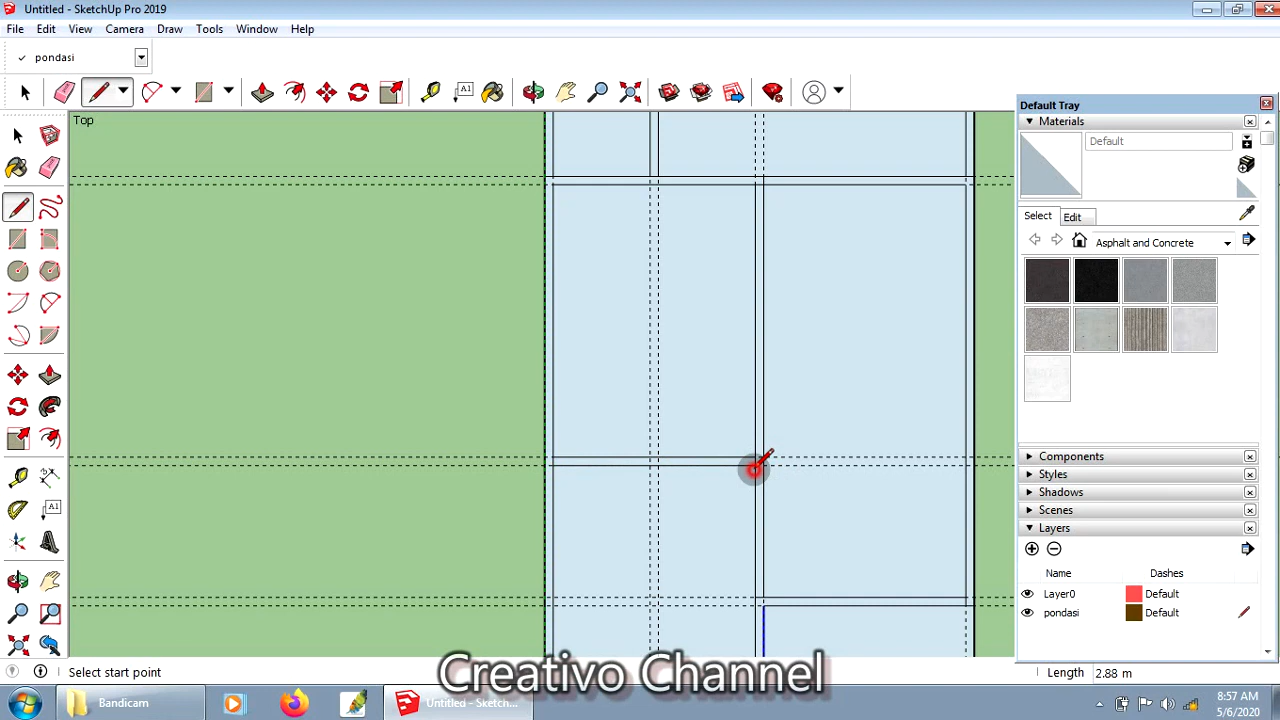 Untitled - SketchUp Pro 2019
File Edit View Camera Draw Tools Window Help
pondasi
A1
Top
Default Tray
Materials
Default
Select Edit
Asphalt and Concrete
A1
Components
Styles
Shadows
Scenes
Layers
Name Dashes
Layer0 Default
pondasi Default
Select start point
Length 2.88 m
Creativo Channel
Bandicam
Untitled - Sketch...
8:57 AM
5/6/2020